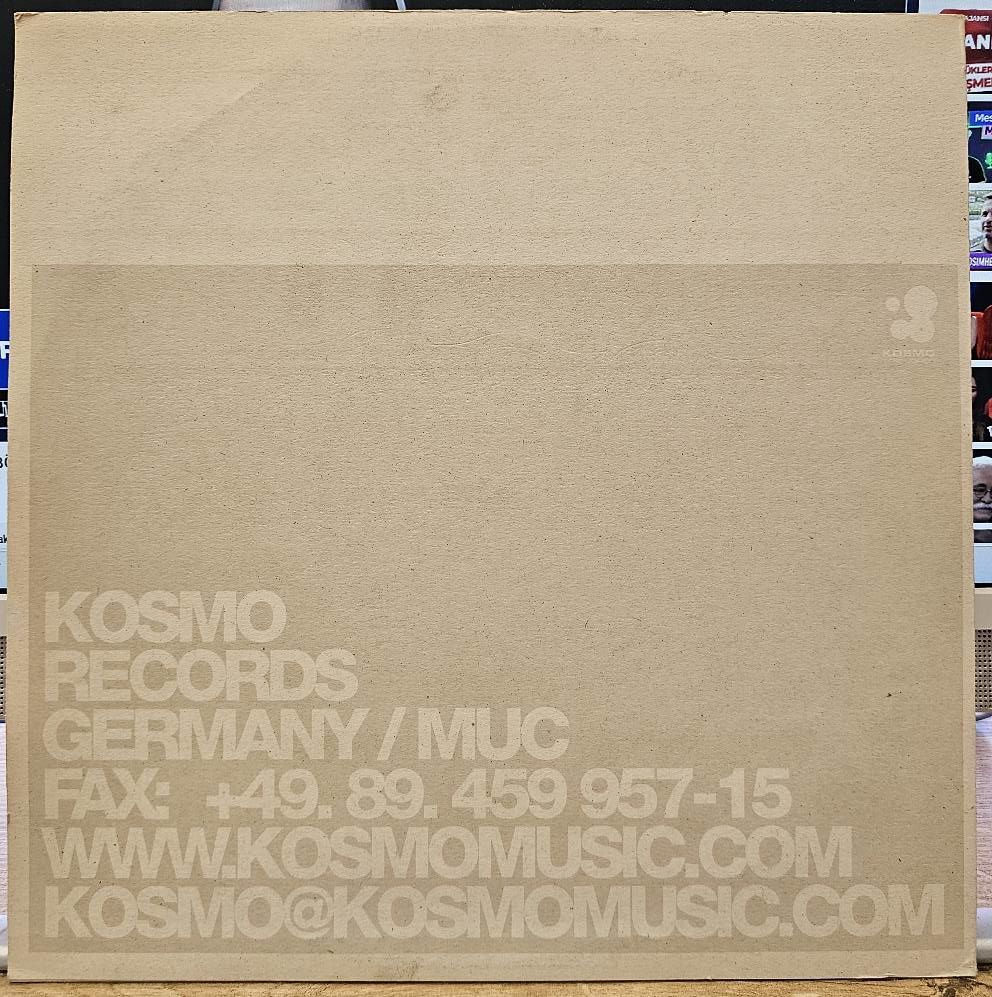 KOSMO
KOSMO
RECORDS
GERMANY / MUC
FAX: +49. 89. 459 957-15
WWW.KOSMOMUSIC.COM
KOSMO@KOSMOMUSIC.COM